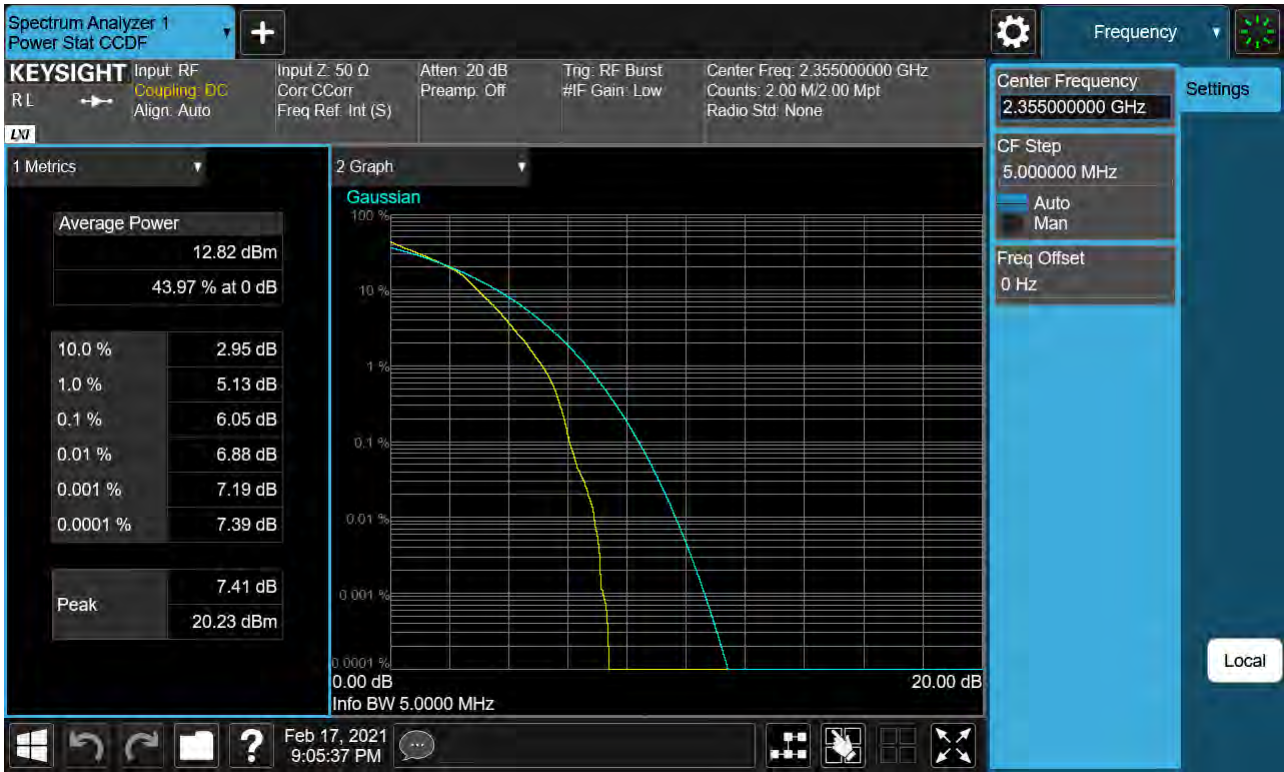 Spectrum Analyzer 1
Power Stat CCDF
+
Frequency
KEYSIGHT
Input: RF
Coupling: DC
Align: Auto
Input Z: 50 Ω
Corr CCorr
Freq Ref: Int (S)
Atten: 20 dB
Preamp: Off
Trig: RF Burst
#IF Gain: Low
Center Freq: 2.355000000 GHz
Counts: 2.00 M/2.00 Mpt
Radio Std: None
R L
LXI
Center Frequency
2.355000000 GHz
Settings
CF Step
5.000000 MHz
Auto
Man
Freq Offset
0 Hz
Local
1 Metrics
Average Power
12.82 dBm
43.97 % at 0 dB
10.0 % 2.95 dB
1.0 % 5.13 dB
0.1 % 6.05 dB
0.01 % 6.88 dB
0.001 % 7.19 dB
0.0001 % 7.39 dB
Peak
7.41 dB
20.23 dBm
2 Graph
Gaussian
100 %
10 %
1 %
0.1 %
0.01 %
0.001 %
0.0001 %
0.00 dB
20.00 dB
Info BW 5.0000 MHz
?
Feb 17, 2021
9:05:37 PM